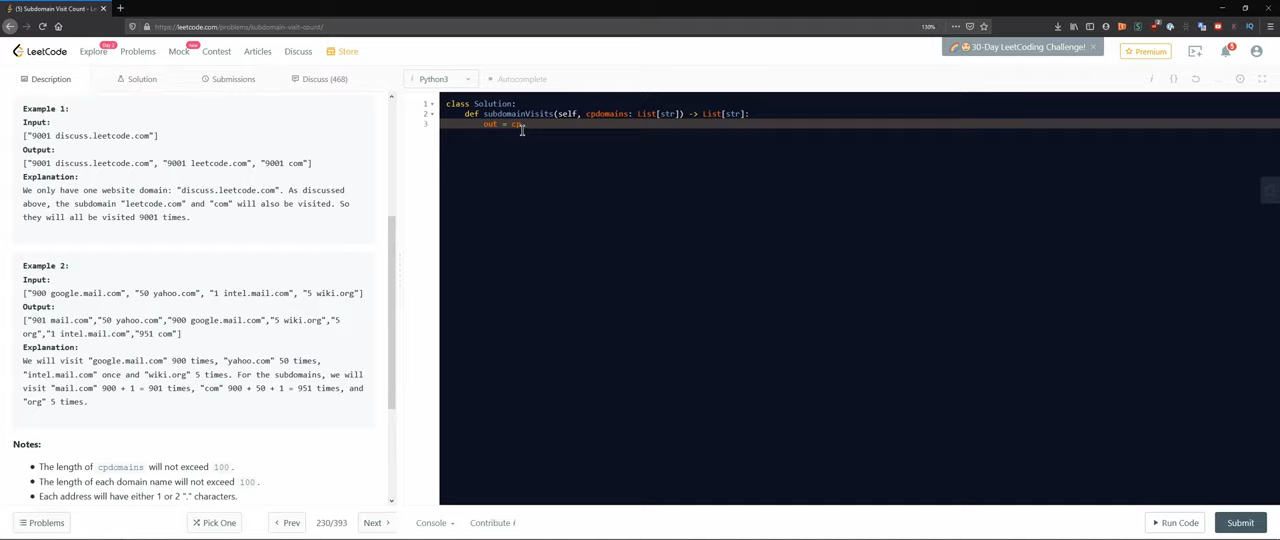 (5) Subdomain Visit Count - Le
https://leetcode.com/problems/subdomain-visit-count/
130%
LeetCode
Explore
Day 2
Problems
Mock
New
Contest
Articles
Discuss
Store
30-Day LeetCoding Challenge!
Premium
Description
Solution
Submissions
Discuss (468)
Python3
Autocomplete
Example 1:
Input:
["9001 discuss.leetcode.com"]
Output:
["9001 discuss.leetcode.com", "9001 leetcode.com", "9001 com"]
Explanation:
We only have one website domain: "discuss.leetcode.com". As discussed
above, the subdomain "leetcode.com" and "com" will also be visited. So
they will all be visited 9001 times.
Example 2:
Input:
["900 google.mail.com", "50 yahoo.com", "1 intel.mail.com", "5 wiki.org"]
Output:
["901 mail.com","50 yahoo.com","900 google.mail.com","5 wiki.org","5
org","1 intel.mail.com","951 com"]
Explanation:
We will visit "google.mail.com" 900 times, "yahoo.com" 50 times,
"intel.mail.com" once and "wiki.org" 5 times. For the subdomains, we will
visit "mail.com" 900 + 1 = 901 times, "com" 900 + 50 + 1 = 951 times, and
"org" 5 times.
Notes:
• The length of cpdomains will not exceed 100.
• The length of each domain name will not exceed 100.
• Each address will have either 1 or 2 "." characters.
1 class Solution:
2 def subdomainVisits(self, cpdomains: List[str]) -> List[str]:
3 out = cp
Problems
Pick One
Prev
230/393
Next
Console
Contribute i
Run Code
Submit